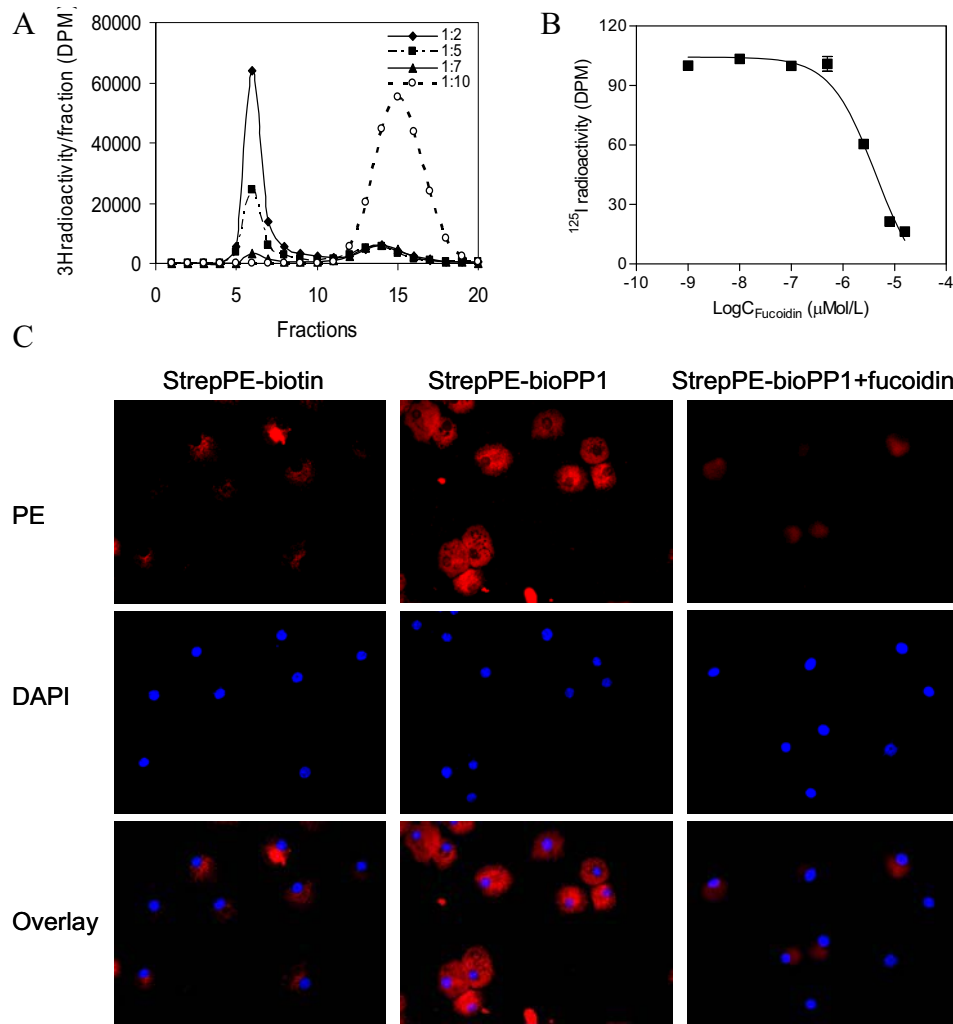 A
3Hradioactivity/fraction (DPM)
80000
60000
40000
20000
0
1:2
1:5
1:7
1:10
0 5 10 15 20
Fractions
B
¹²⁵I radioactivity (DPM)
120
90
60
30
0
-10 -9 -8 -7 -6 -5 -4
LogC_Fucoidin (μMol/L)
C
StrepPE-biotin StrepPE-bioPP1 StrepPE-bioPP1+fucoidin
PE
DAPI
Overlay